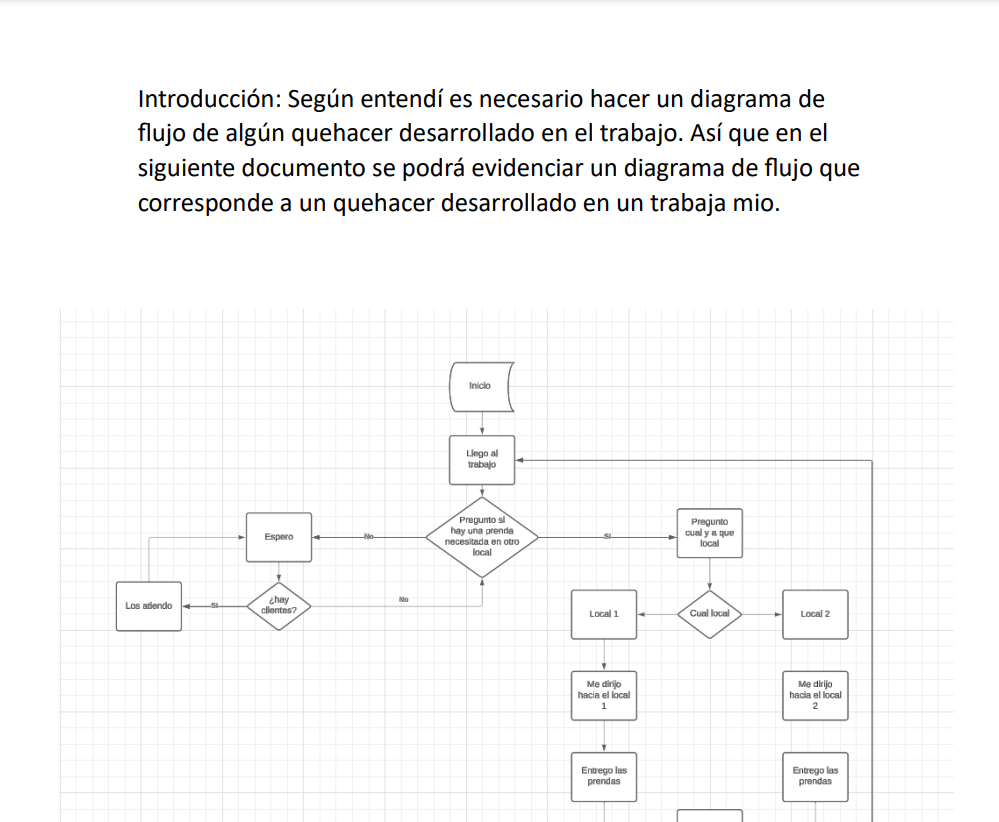 Introducción: Según entendí es necesario hacer un diagrama de
flujo de algún quehacer desarrollado en el trabajo. Así que en el
siguiente documento se podrá evidenciar un diagrama de flujo que
corresponde a un quehacer desarrollado en un trabaja mio.
Inicio
Llego al
trabajo
Pregunto si
hay una prenda
necesitada en otro
local
No
Espero
¿hay
clientes?
Si
Los atiendo
No
Si
Pregunto
cual y a que
local
Cual local
Local 1
Local 2
Me dirijo
hacia el local
1
Me dirijo
hacia el local
2
Entrego las
prendas
Entrego las
prendas